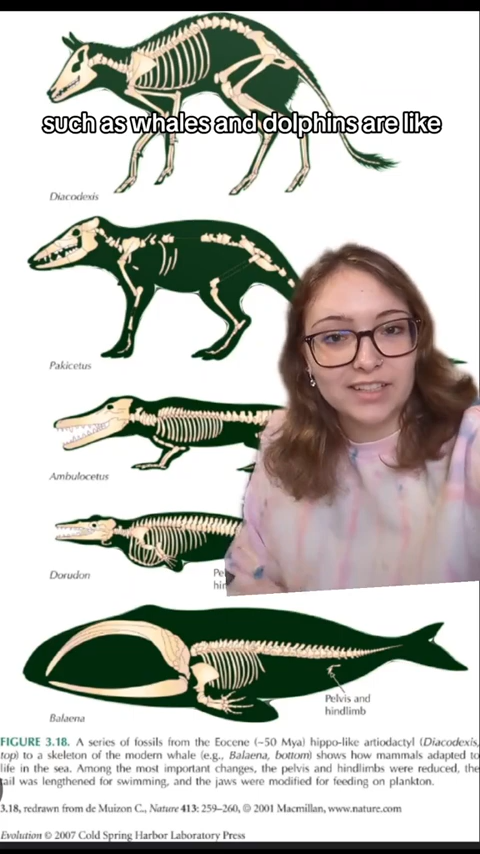 such as whales and dolphins are like
Diacodexis
Pakicetus
Ambulocetus
Dorudon
Pel
hin
Pelvis and
hindlimb
Balaena
FIGURE 3.18. A series of fossils from the Eocene (~50 Mya) hippo-like artiodactyl (Diacodexis,
top) to a skeleton of the modern whale (e.g., Balaena, bottom) shows how mammals adapted to
life in the sea. Among the most important changes, the pelvis and hindlimbs were reduced, the
tail was lengthened for swimming, and the jaws were modified for feeding on plankton.
3.18, redrawn from de Muizon C., Nature 413: 259–260, © 2001 Macmillan, www.nature.com
Evolution © 2007 Cold Spring Harbor Laboratory Press